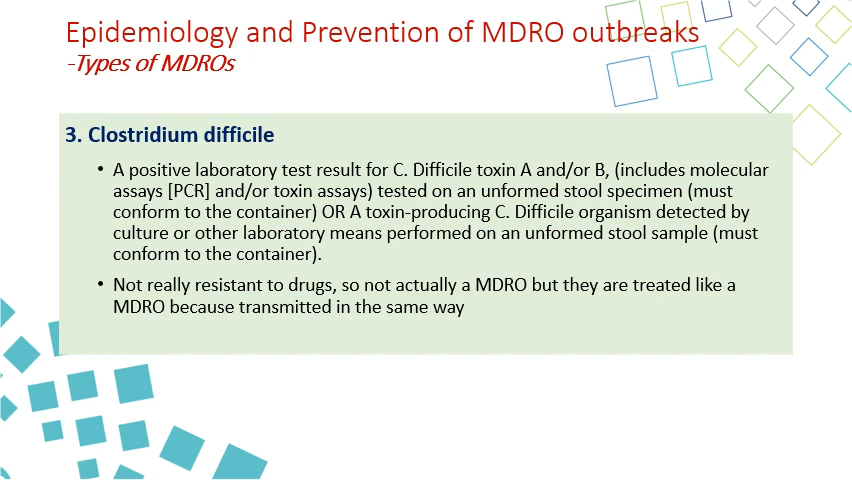 Epidemiology and Prevention of MDRO outbreaks
-Types of MDROs
3. Clostridium difficile
• A positive laboratory test result for C. Difficile toxin A and/or B, (includes molecular
assays [PCR] and/or toxin assays) tested on an unformed stool specimen (must
conform to the container) OR A toxin-producing C. Difficile organism detected by
culture or other laboratory means performed on an unformed stool sample (must
conform to the container).
• Not really resistant to drugs, so not actually a MDRO but they are treated like a
MDRO because transmitted in the same way